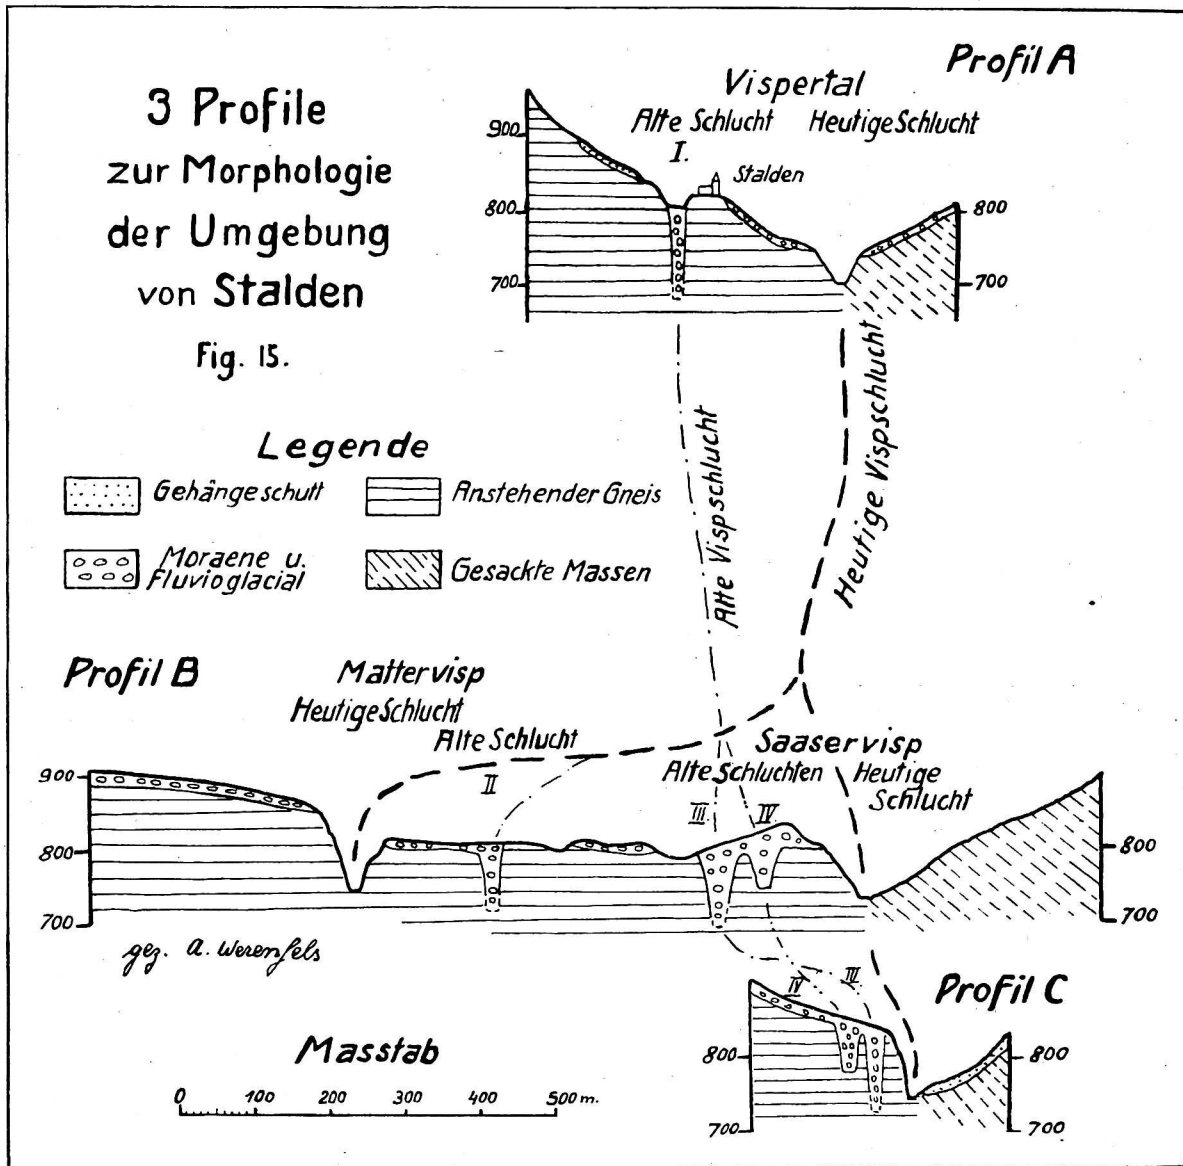 3 Profile
zur Morphologie
der Umgebung
von Stalden
Fig. 15.
Profil A
Vispertal
Alte Schlucht Heutige Schlucht
I.
Stalden
900
800
700
800
700
Legende
Gehängeschutt
Anstehender Gneis
Moraene u.
Fluvioglacial
Gesackte Massen
Alte Vispschlucht
Heutige Vispschlucht
Profil B
Mattervisp
Heutige Schlucht
Alte Schlucht
II
Saaservisp
Alte Schluchten
Heutige
Schlucht
III
IV
900
800
700
800
700
gez. A. Werenfels
Profil C
IV
III
800
700
800
700
Masstab
0 100 200 300 400 500 m.